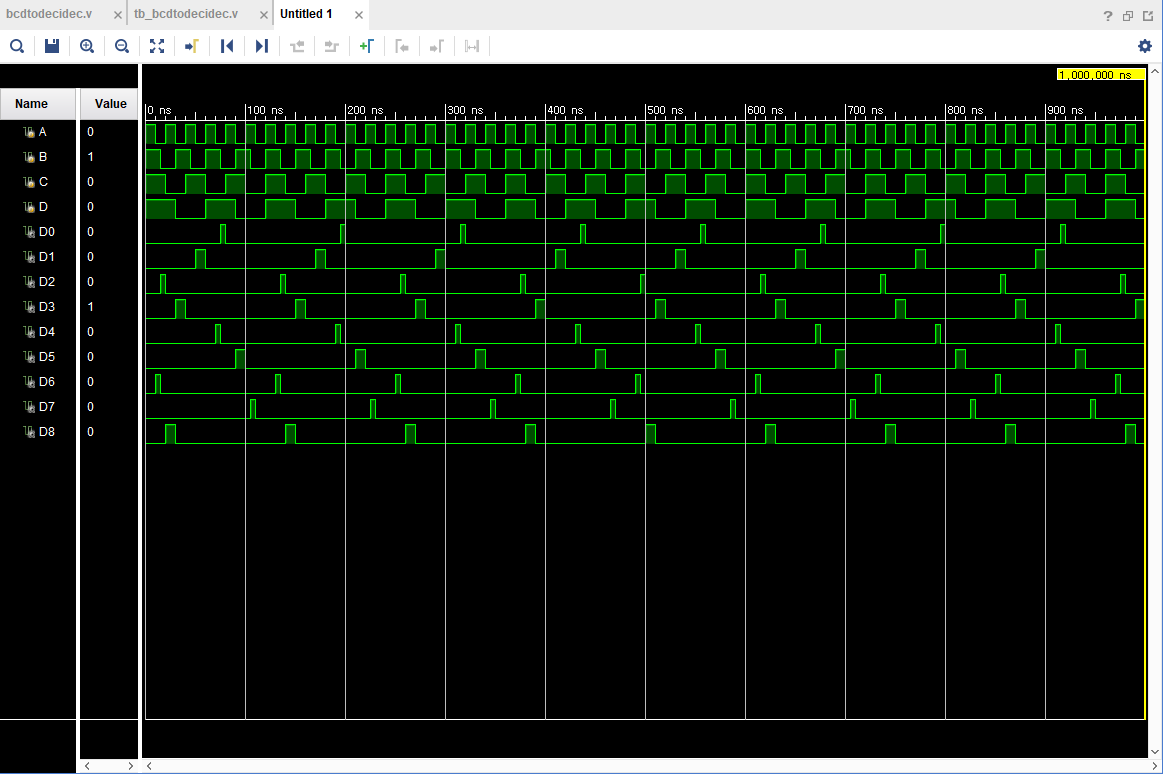 bcdtodecidec.v tb_bcdtodecidec.v Untitled 1
1,000,000 ns
Name Value 0 ns 100 ns 200 ns 300 ns 400 ns 500 ns 600 ns 700 ns 800 ns 900 ns
A 0
B 1
C 0
D 0
D0 0
D1 0
D2 0
D3 1
D4 0
D5 0
D6 0
D7 0
D8 0